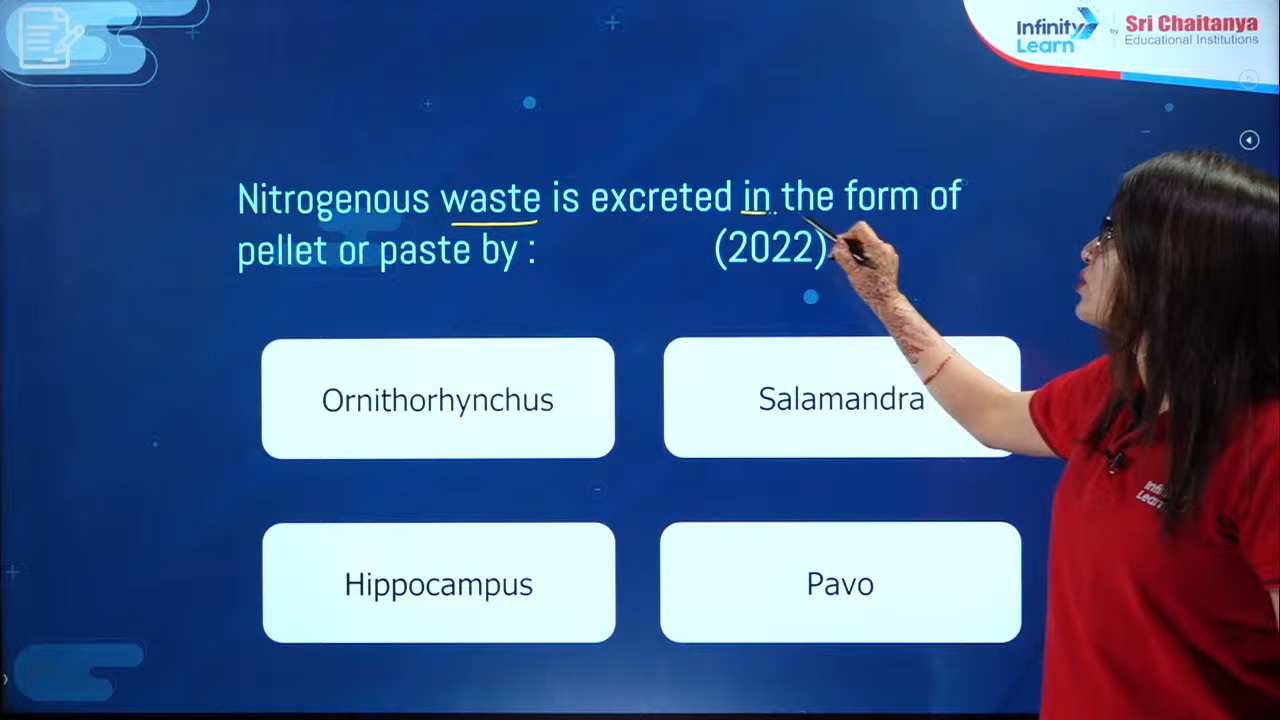 Infinity Learn
by
Sri Chaitanya
Educational Institutions
Nitrogenous waste is excreted in the form of
pellet or paste by :
(2022)
Ornithorhynchus
Salamandra
Hippocampus
Pavo
Learn